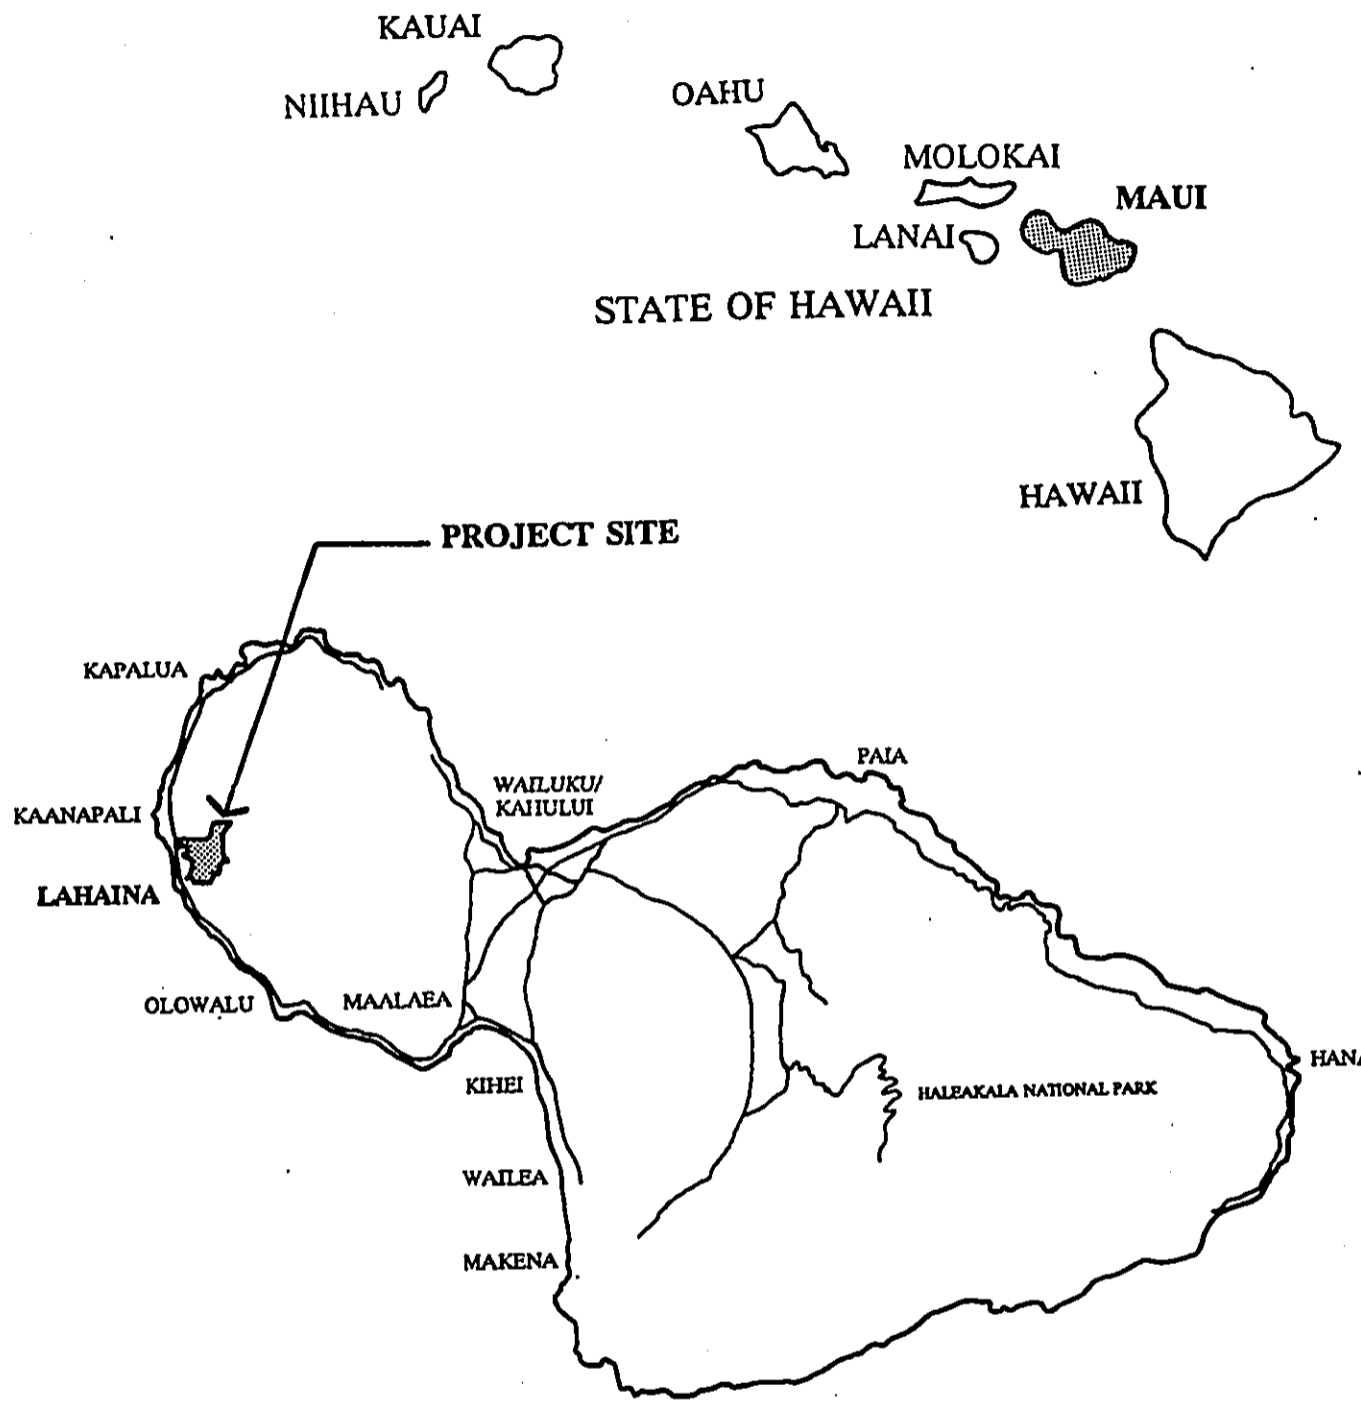 KAUAI
NIIHAU
OAHU
MOLOKAI
MAUI
LANAI
STATE OF HAWAII
HAWAII
PROJECT SITE
KAPALUA
PAIA
WAILUKU/
KAHULUI
KAANAPALI
LAHAINA
OLOWALU
MAALAEA
HANA
KIHEI
HALEAKALA NATIONAL PARK
WAILEA
MAKENA